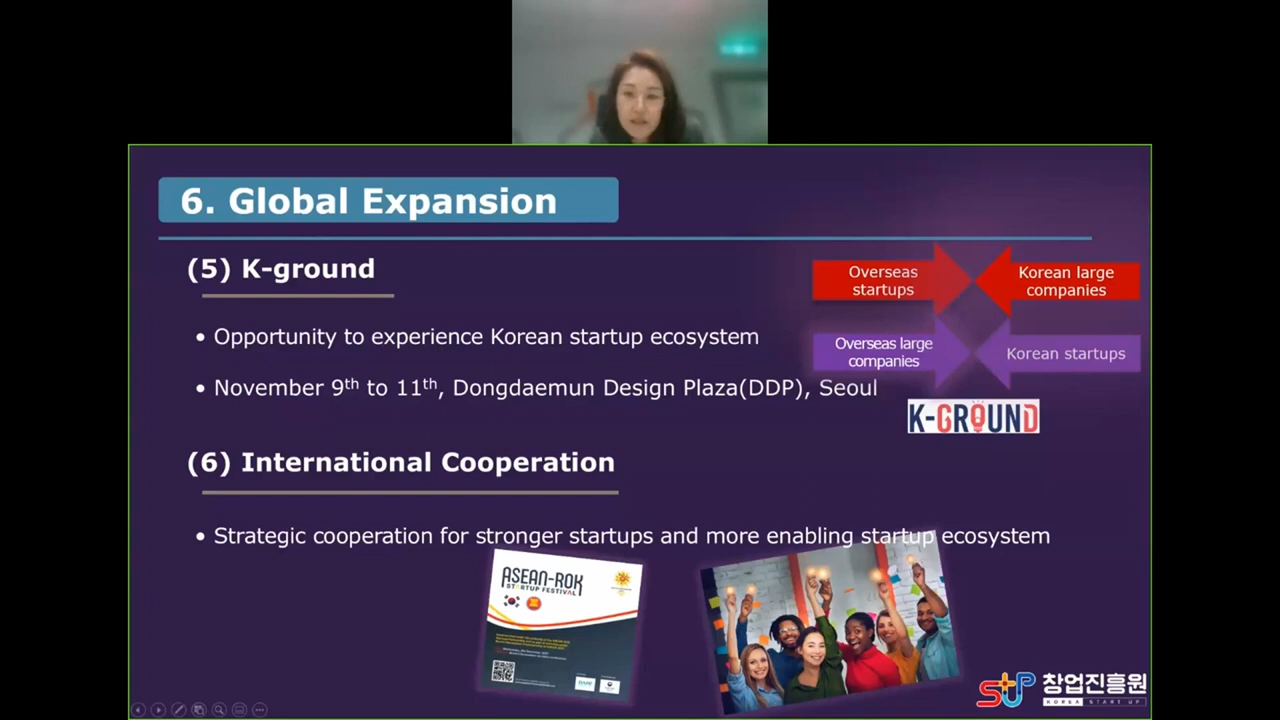 6. Global Expansion
(5) K-ground
Overseas startups
Korean large companies
• Opportunity to experience Korean startup ecosystem
Overseas large companies
Korean startups
• November 9th to 11th, Dongdaemun Design Plaza(DDP), Seoul
K-GROUND
(6) International Cooperation
• Strategic cooperation for stronger startups and more enabling startup ecosystem
ASEAN-ROK
STARTUP FESTIVAL
창업진흥원
KOREA START UP